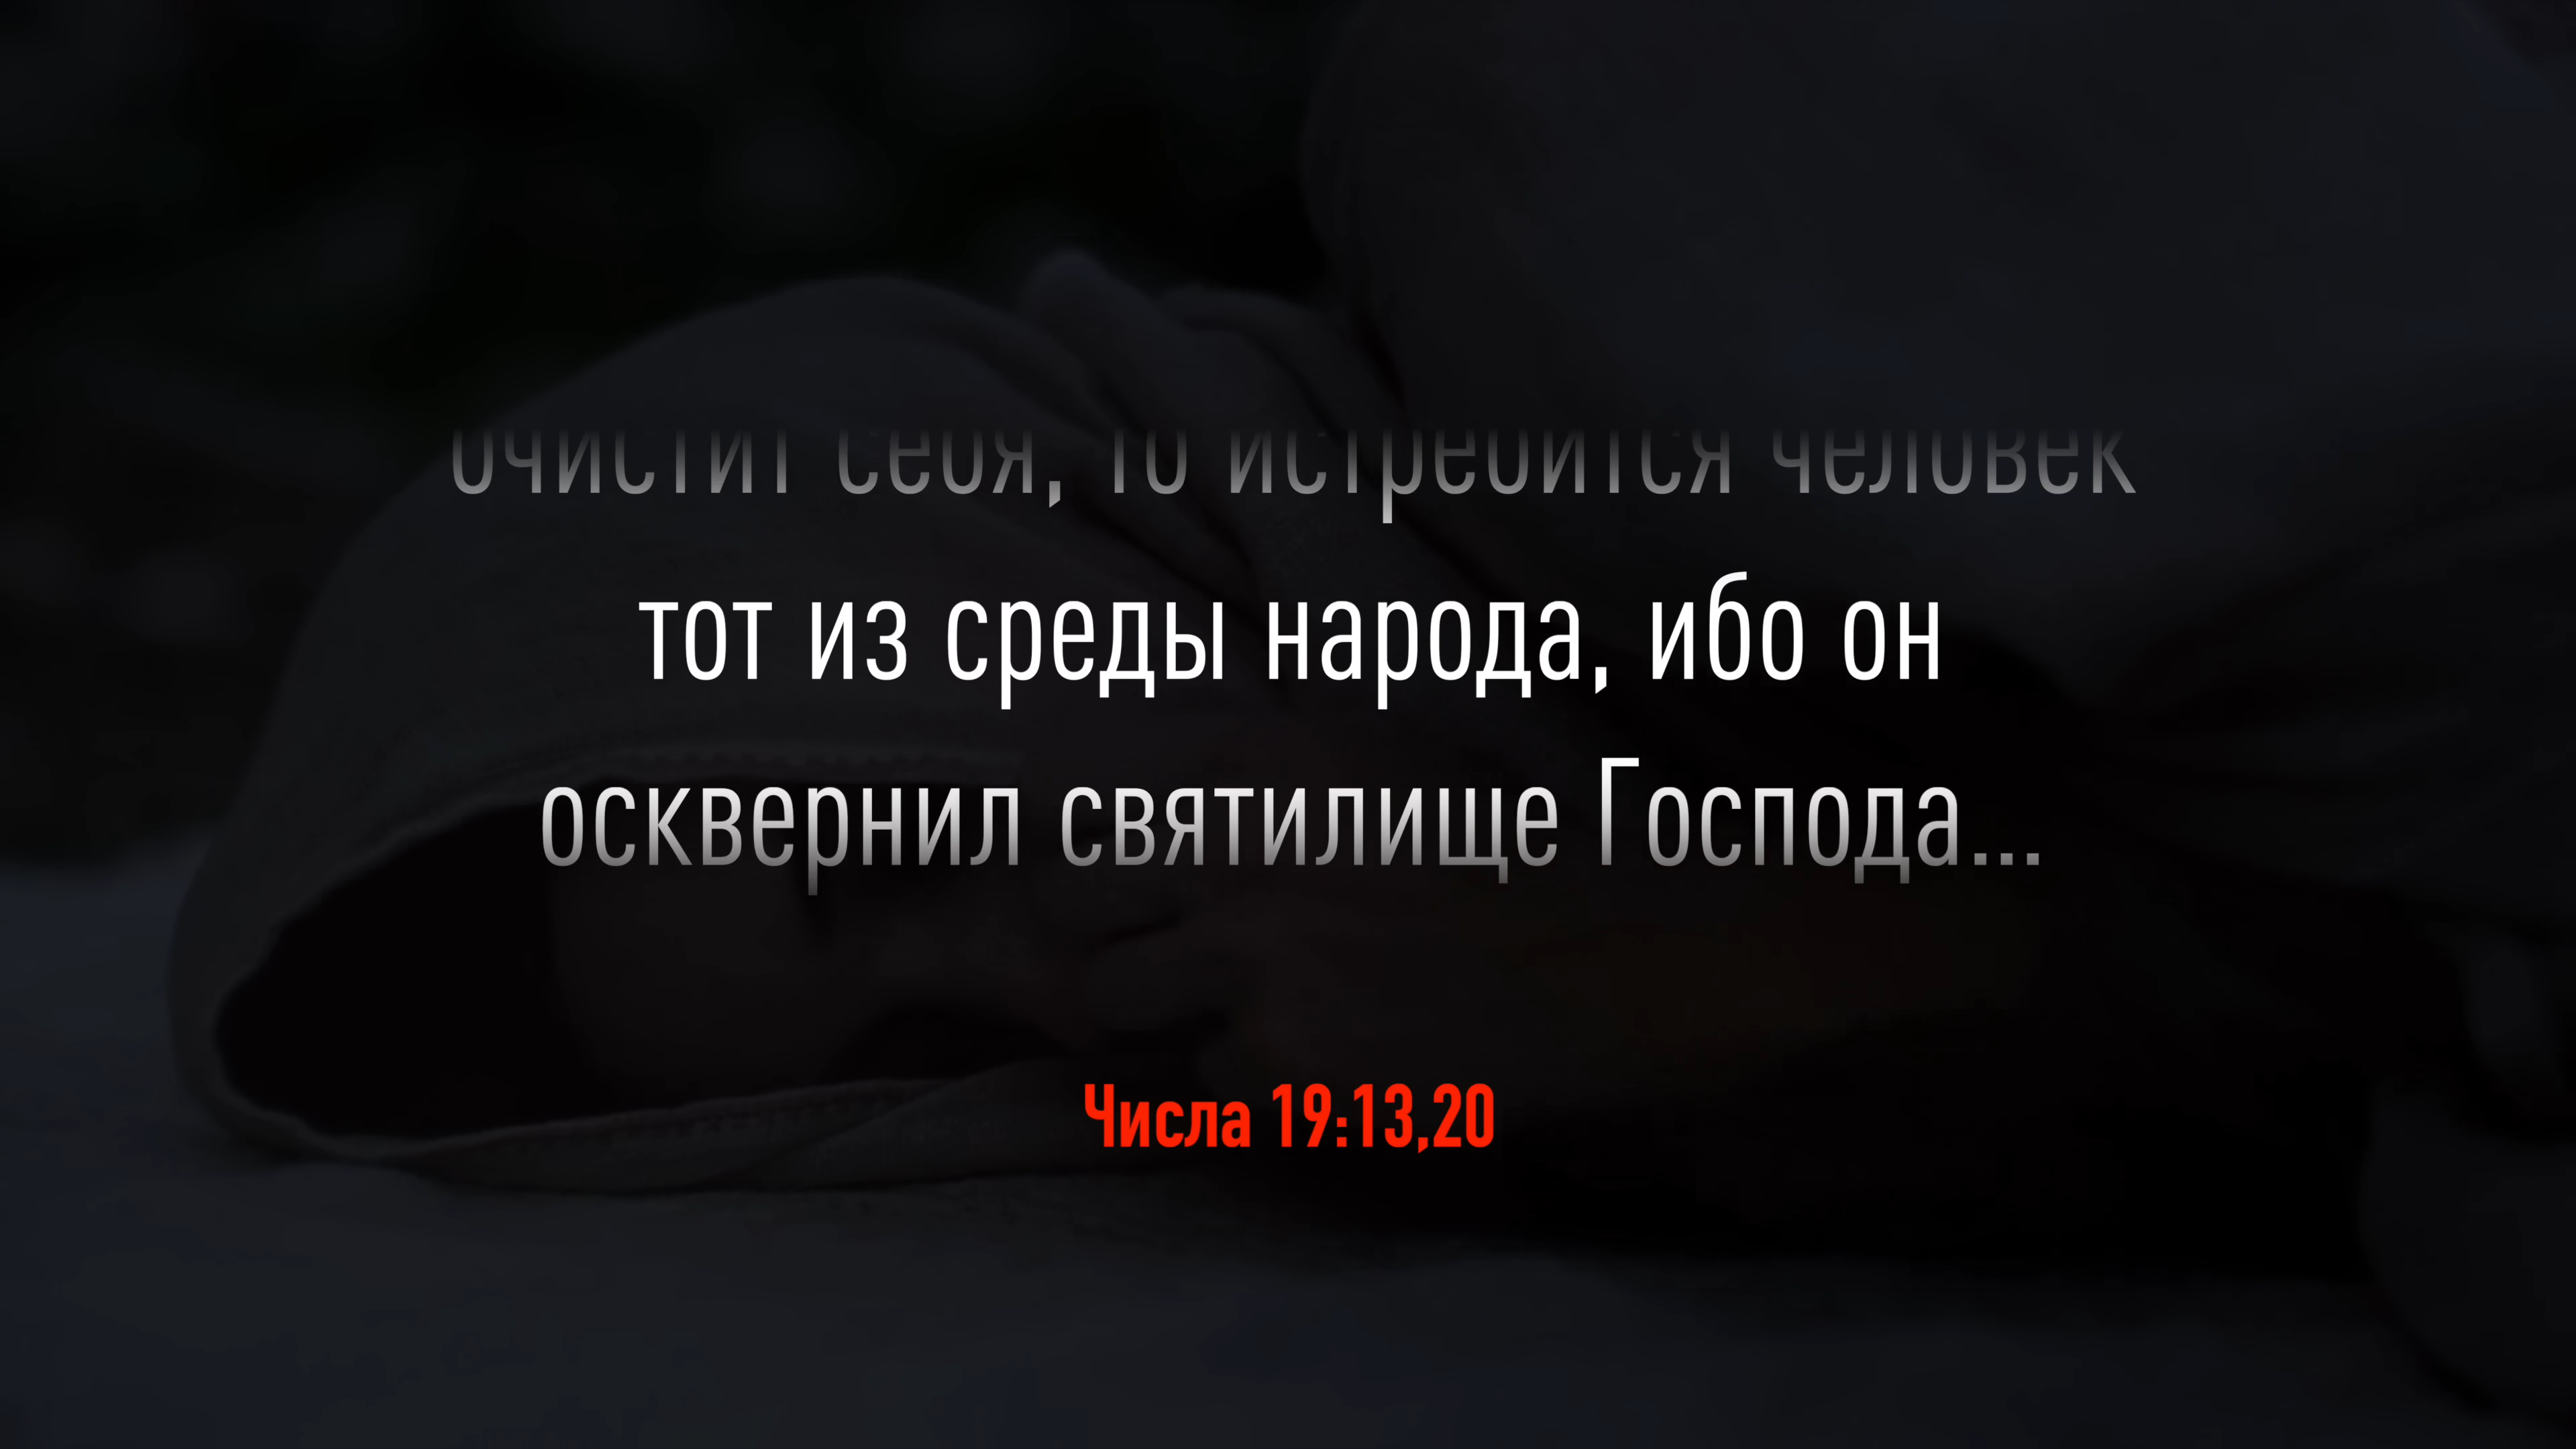 очистит себя, то истребится человек
тот из среды народа, ибо он
осквернил святилище Господа...
Числа 19:13,20